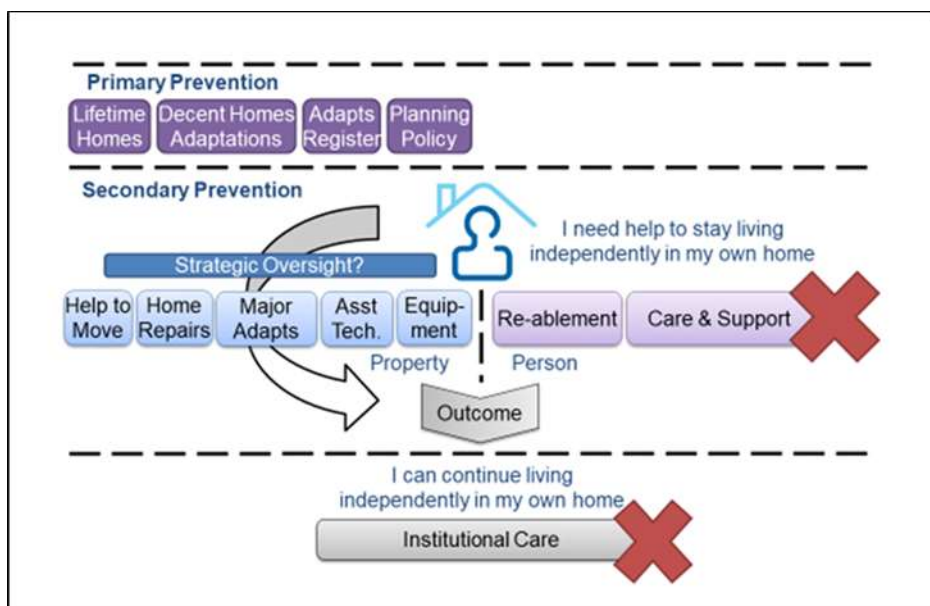 Primary Prevention
Lifetime
Homes
Decent Homes
Adaptations
Adapts
Register
Planning
Policy
Secondary Prevention
I need help to stay living
independently in my own home
Strategic Oversight?
Help to
Move
Home
Repairs
Major
Adapts
Asst
Tech.
Equip-
ment
Re-ablement
Care & Support
Property
Person
Outcome
I can continue living
independently in my own home
Institutional Care